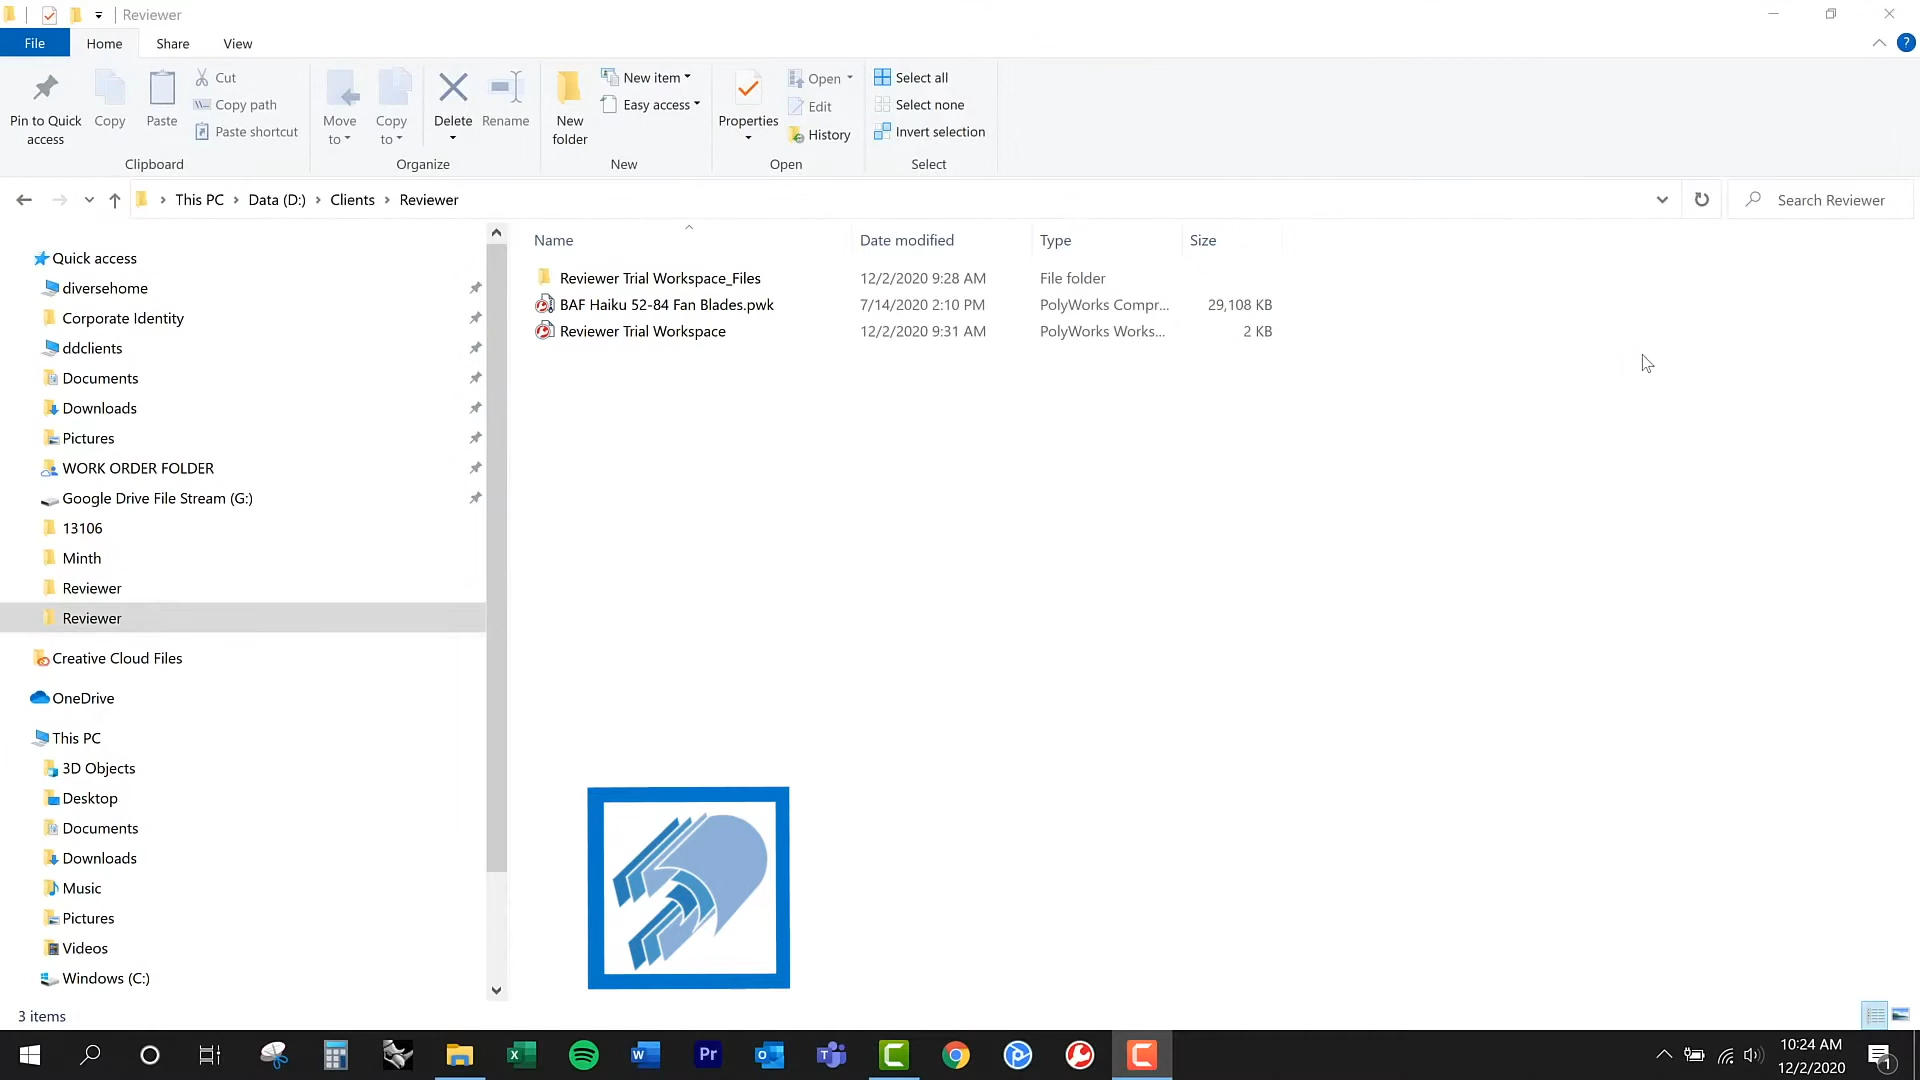 Reviewer
File Home Share View
Pin to Quick access
Copy
Paste
Cut
Copy path
Paste shortcut
Clipboard
Move to
Copy to
Delete
Rename
Organize
New folder
New item
Easy access
New
Properties
Open
Edit
History
Open
Select all
Select none
Invert selection
Select
This PC > Data (D:) > Clients > Reviewer
Search Reviewer
Quick access
diversehome
Corporate Identity
ddclients
Documents
Downloads
Pictures
WORK ORDER FOLDER
Google Drive File Stream (G:)
13106
Minth
Reviewer
Reviewer
Creative Cloud Files
OneDrive
This PC
3D Objects
Desktop
Documents
Downloads
Music
Pictures
Videos
Windows (C:)
Name Date modified Type Size
Reviewer Trial Workspace_Files 12/2/2020 9:28 AM File folder
BAF Haiku 52-84 Fan Blades.pwk 7/14/2020 2:10 PM PolyWorks Compr... 29,108 KB
Reviewer Trial Workspace 12/2/2020 9:31 AM PolyWorks Works... 2 KB
3 items
10:24 AM
12/2/2020
1